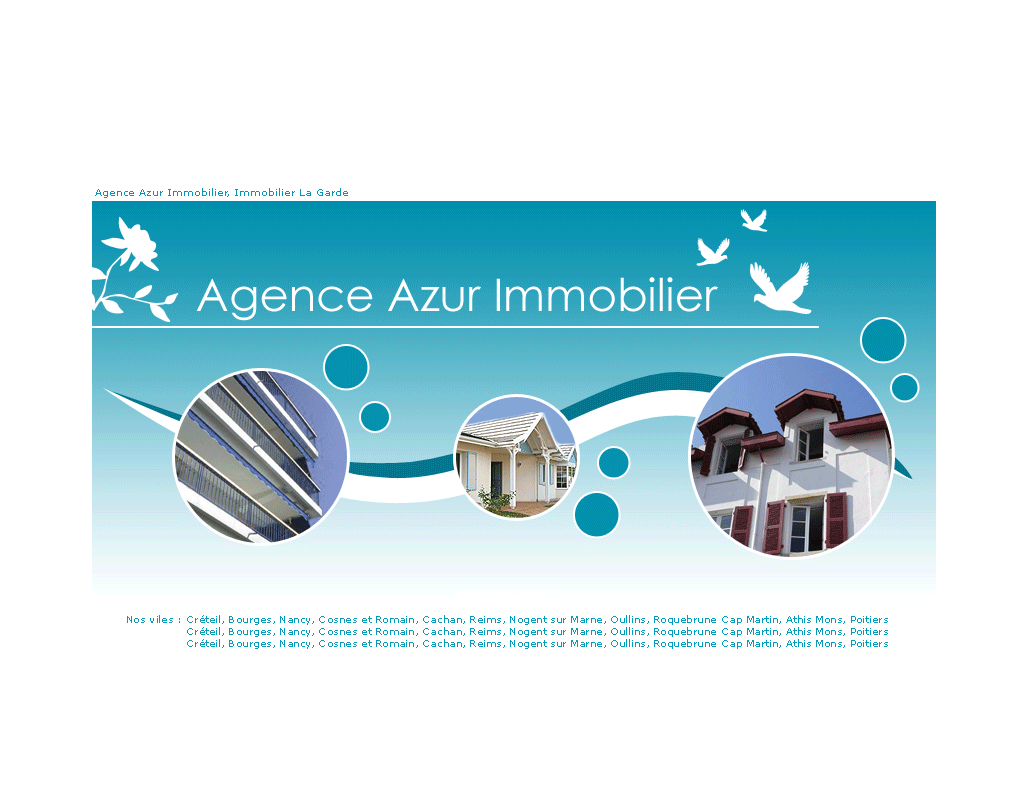 Agence Azur Immobilier, Immobilier La Garde
Agence Azur Immobilier
Nos viles : Créteil, Bourges, Nancy, Cosnes et Romain, Cachan, Reims, Nogent sur Marne, Oullins, Roquebrune Cap Martin, Athis Mons, Poitiers
Créteil, Bourges, Nancy, Cosnes et Romain, Cachan, Reims, Nogent sur Marne, Oullins, Roquebrune Cap Martin, Athis Mons, Poitiers
Créteil, Bourges, Nancy, Cosnes et Romain, Cachan, Reims, Nogent sur Marne, Oullins, Roquebrune Cap Martin, Athis Mons, Poitiers